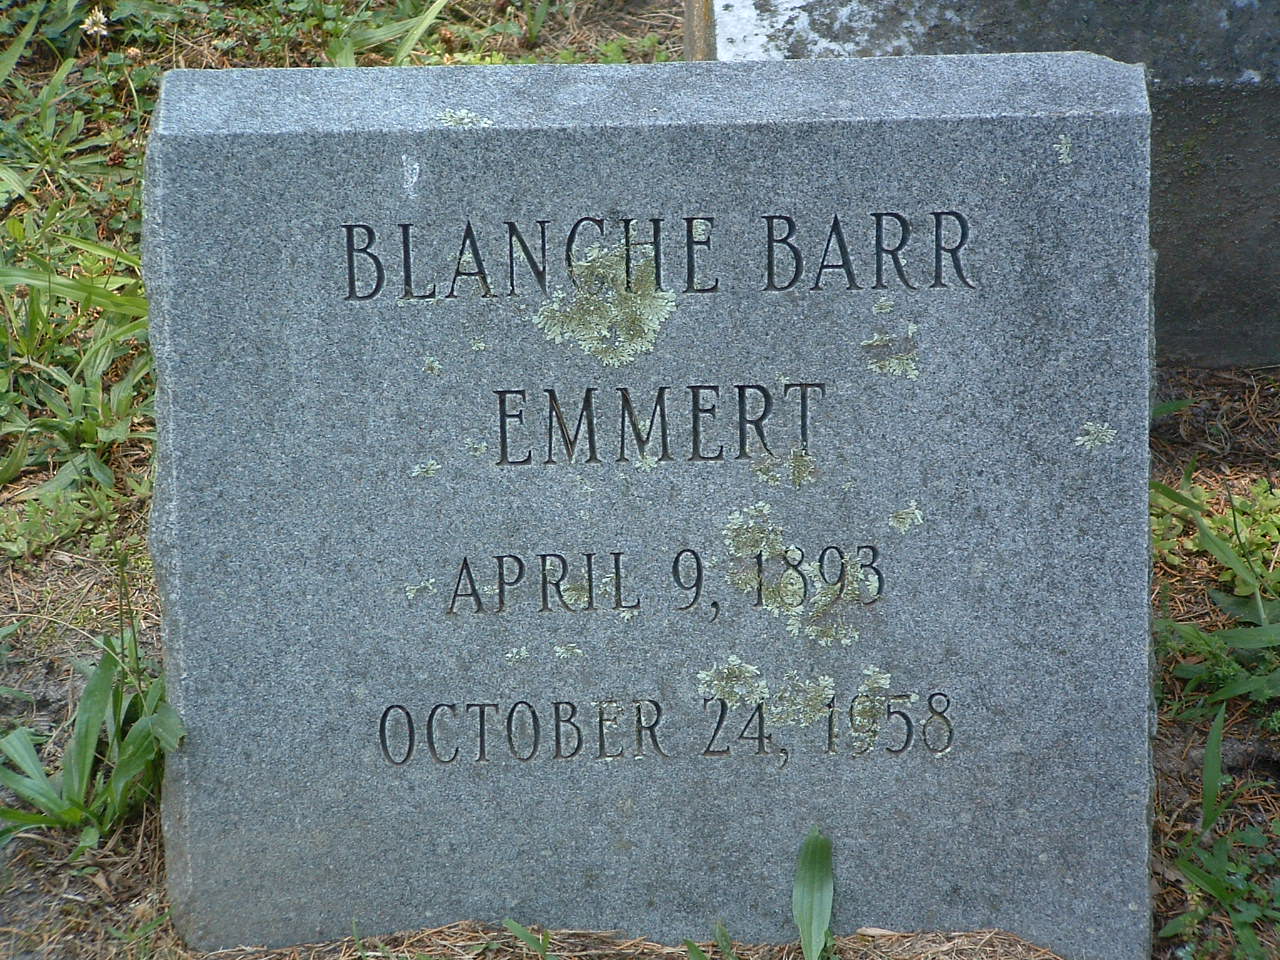 BLANCHE BARR
EMMERT
APRIL 9, 1893
OCTOBER 24, 1958